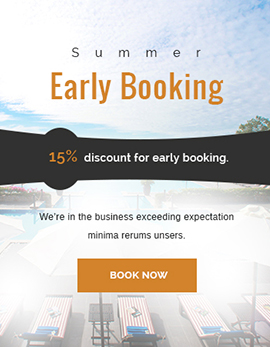 Summer
Early Booking
15% discount for early booking.
We're in the business exceeding expectation
minima rerums unsers.
BOOK NOW